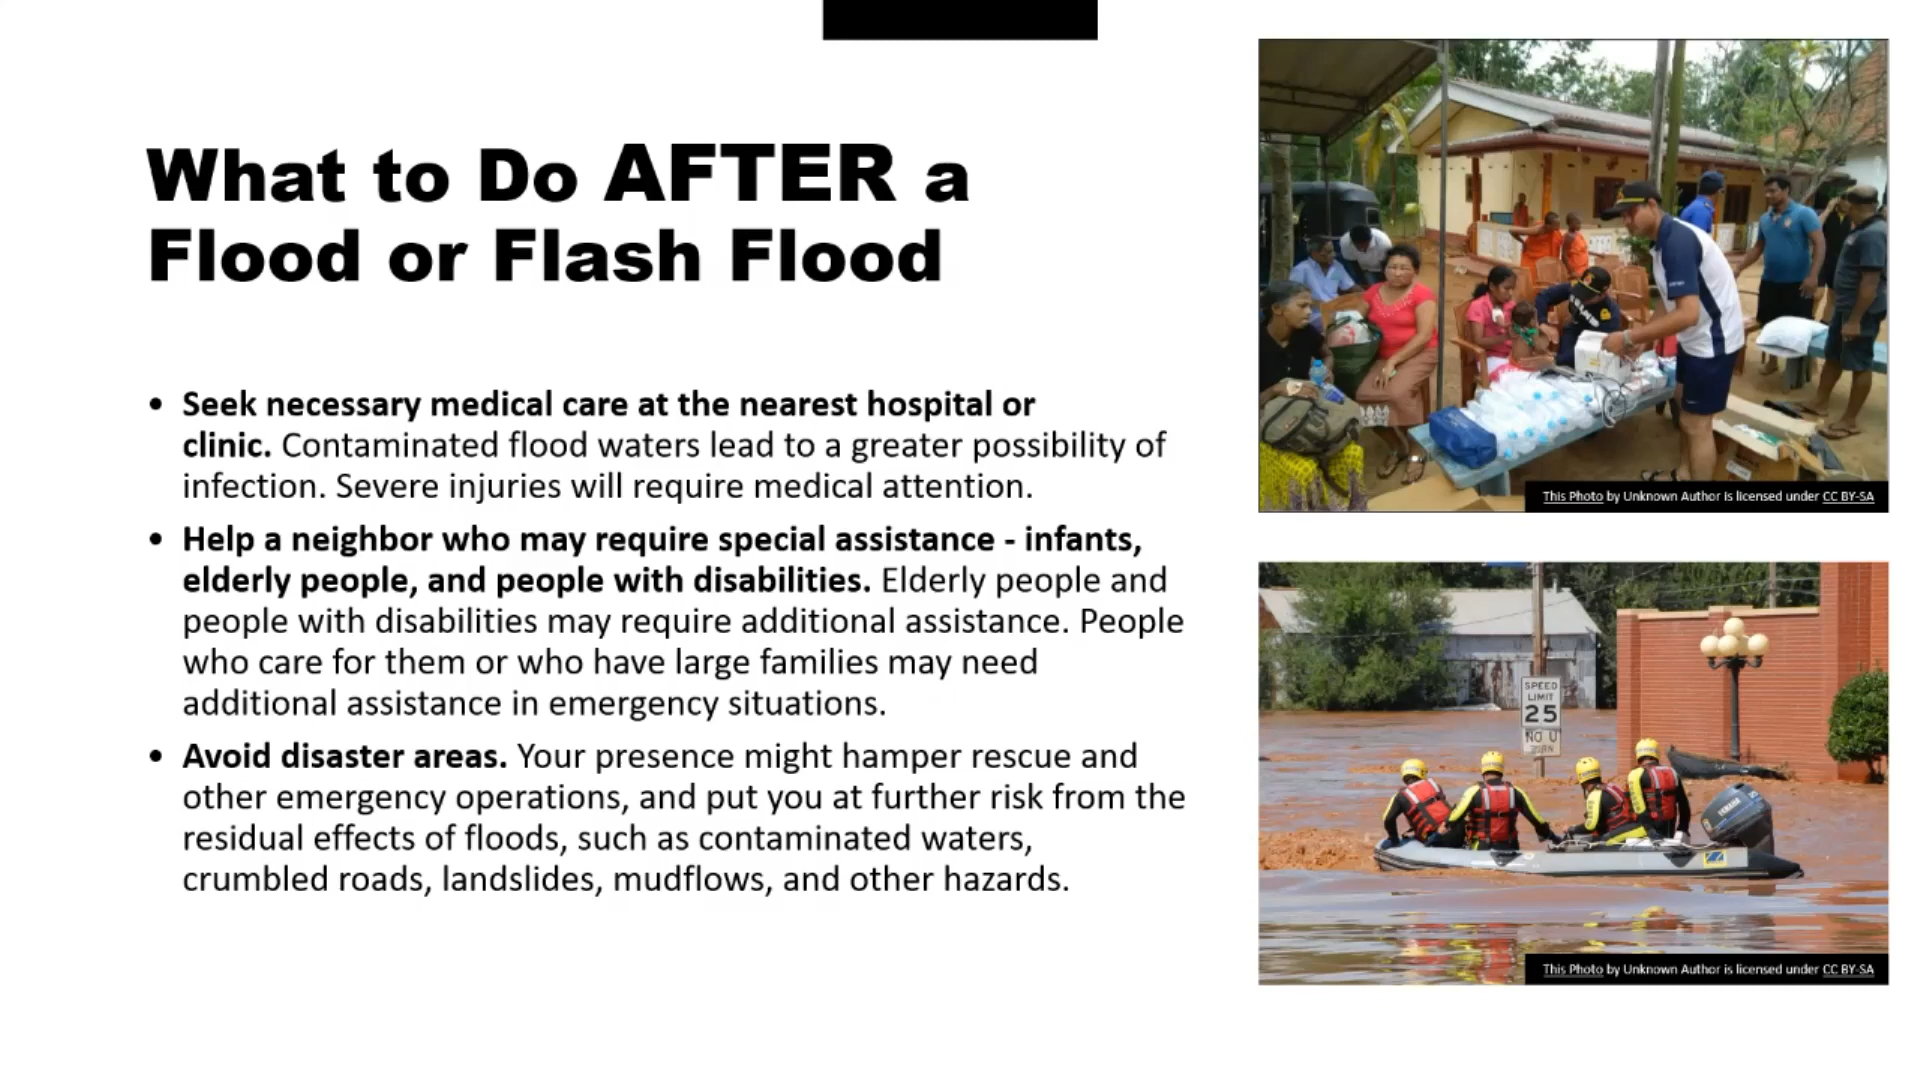 What to Do AFTER a
Flood or Flash Flood
• Seek necessary medical care at the nearest hospital or
clinic. Contaminated flood waters lead to a greater possibility of
infection. Severe injuries will require medical attention.
• Help a neighbor who may require special assistance - infants,
elderly people, and people with disabilities. Elderly people and
people with disabilities may require additional assistance. People
who care for them or who have large families may need
additional assistance in emergency situations.
• Avoid disaster areas. Your presence might hamper rescue and
other emergency operations, and put you at further risk from the
residual effects of floods, such as contaminated waters,
crumbled roads, landslides, mudflows, and other hazards.
This Photo by Unknown Author is licensed under CC BY-SA
SPEED
LIMIT
25
NO U
TURN
YAMAHA
This Photo by Unknown Author is licensed under CC BY-SA